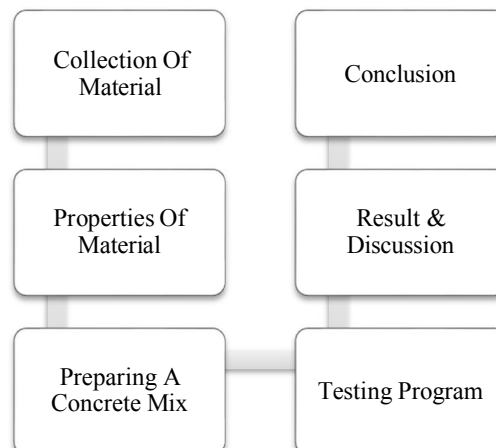 Collection Of
Material
Properties Of
Material
Preparing A
Concrete Mix
Testing Program
Result &
Discussion
Conclusion